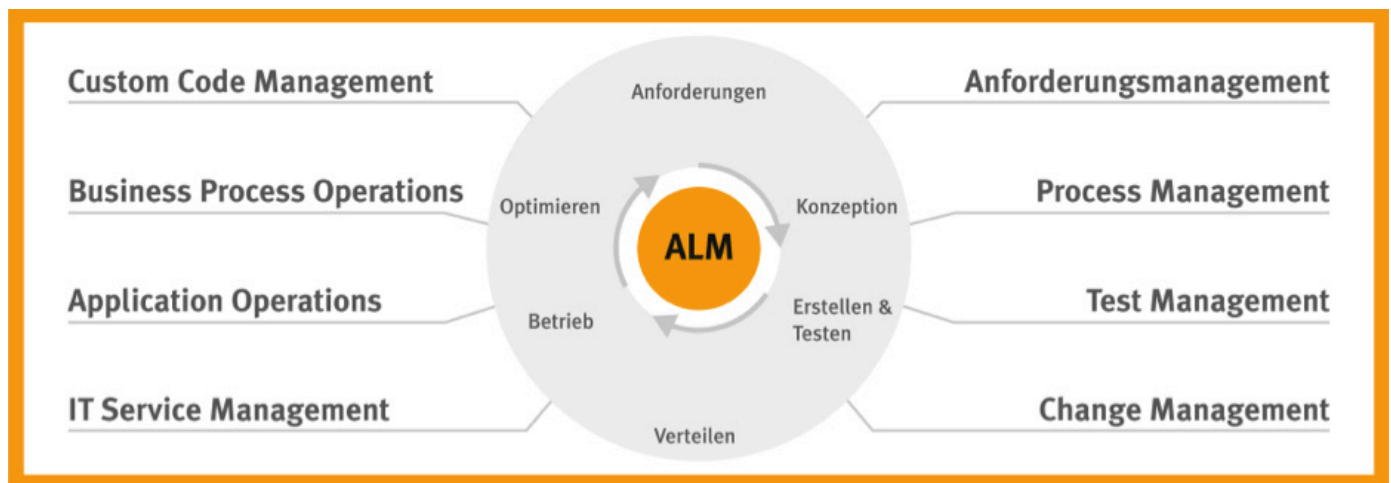 Custom Code Management
Business Process Operations
Application Operations
IT Service Management
Anforderungen
Optimieren
Konzeption
ALM
Betrieb
Erstellen &
Testen
Verteilen
Anforderungsmanagement
Process Management
Test Management
Change Management